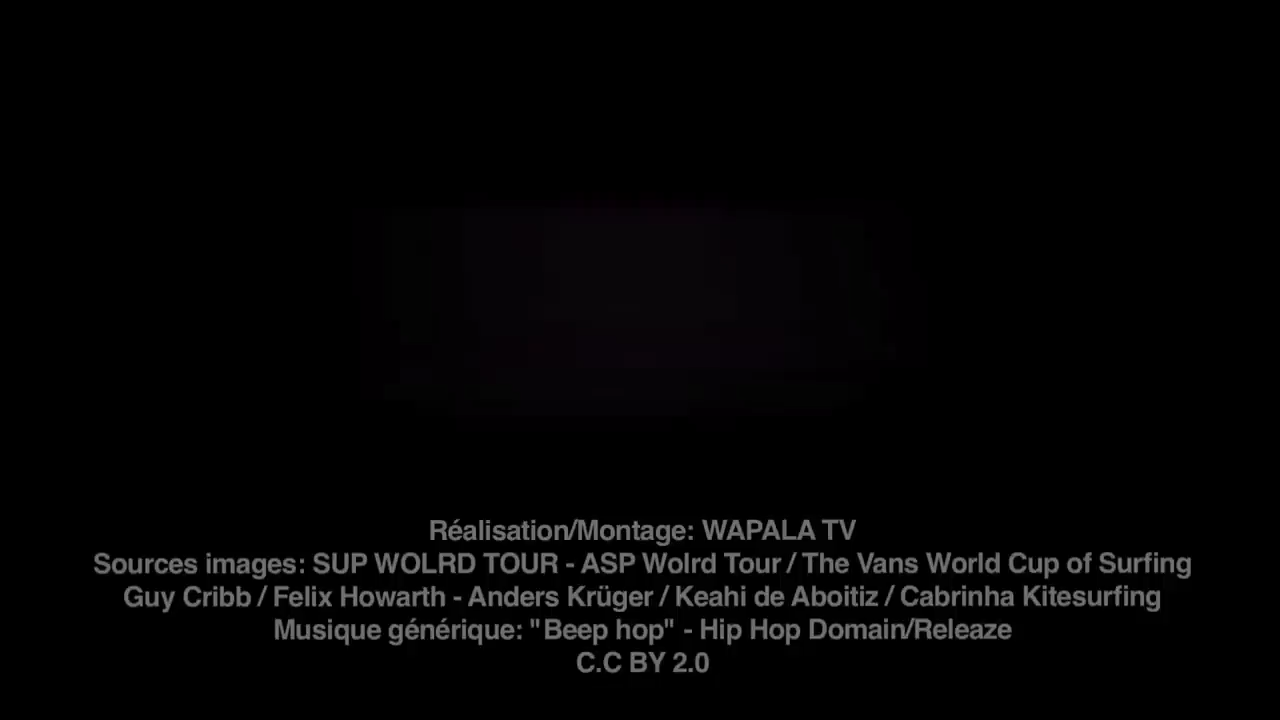 Réalisation/Montage: WAPALA TV
Sources images: SUP WOLRD TOUR - ASP Wolrd Tour / The Vans World Cup of Surfing
Guy Cribb / Felix Howarth - Anders Krüger / Keahi de Aboitiz / Cabrinha Kitesurfing
Musique générique: "Beep hop" - Hip Hop Domain/Releaze
C.C BY 2.0